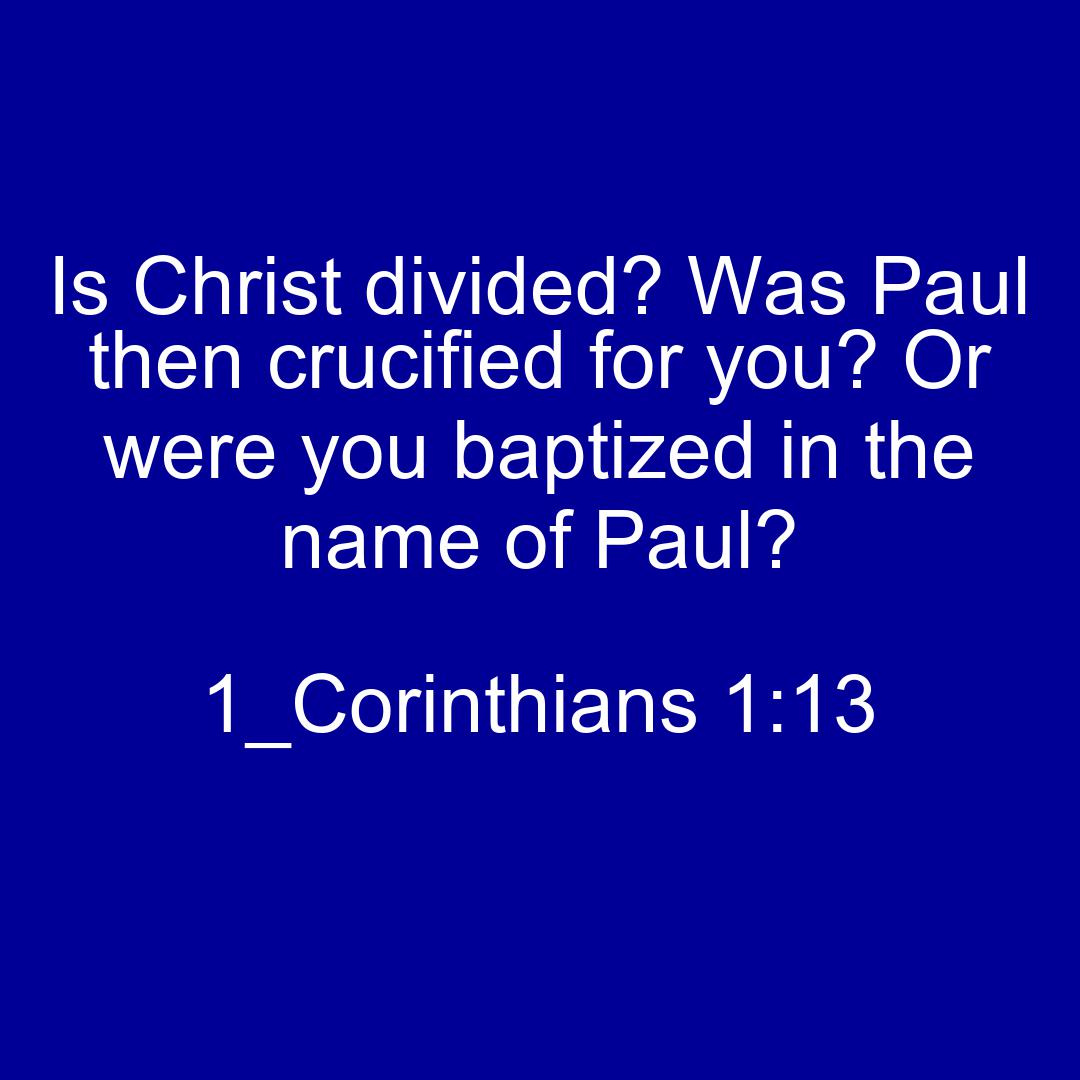 Is Christ divided? Was Paul
then crucified for you? Or
were you baptized in the
name of Paul?
1_Corinthians 1:13